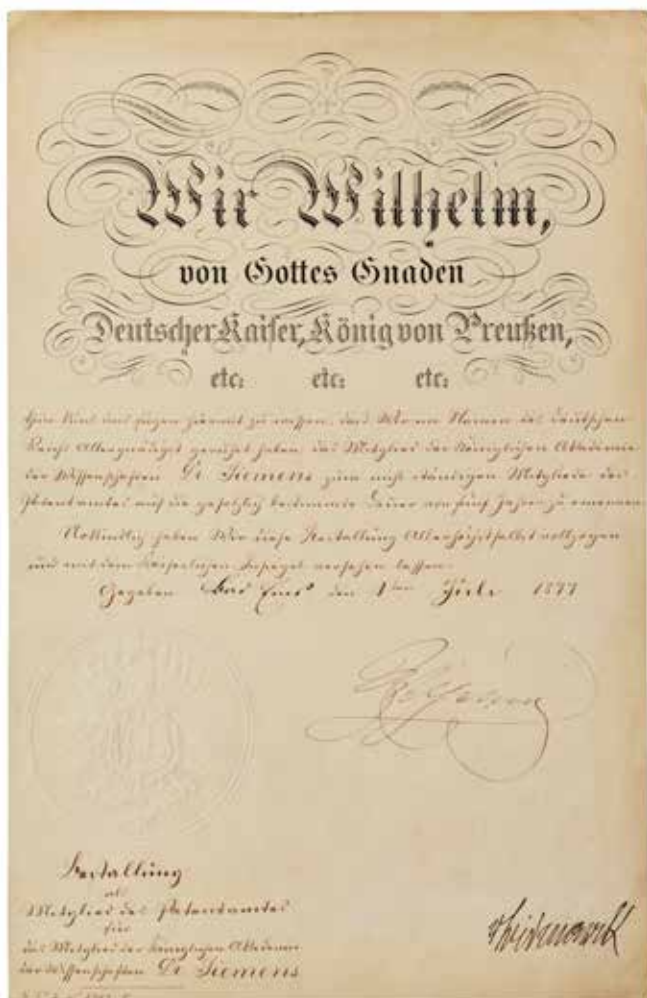 Wir Wilhelm,
von Gottes Gnaden
Deutscher Kaiser, König von Preußen,
etc: etc: etc:
thun kund und fügen hiermit zu wissen, daß Wir im Namen des Deutschen
Reichs Allergnädigst geruht haben, das Mitglied der Königlichen Akademie
der Wissenschaften Dr. Siemens zum nicht ständigen Mitgliede des
Patentamtes auf die gesetzlich bestimmte Dauer von fünf Jahren zu ernennen.
Urkundlich haben Wir diese Bestallung Allerhöchstselbst vollzogen
und mit dem Kaiserlichen Insiegel versehen lassen.
Gegeben Bad Ems den 1ten Juli 1877
Wilhelm
Bestallung
als
Mitglied des Patentamtes
für
das Mitglied der Königlichen Akademie
der Wissenschaften Dr. Siemens
v Bismarck